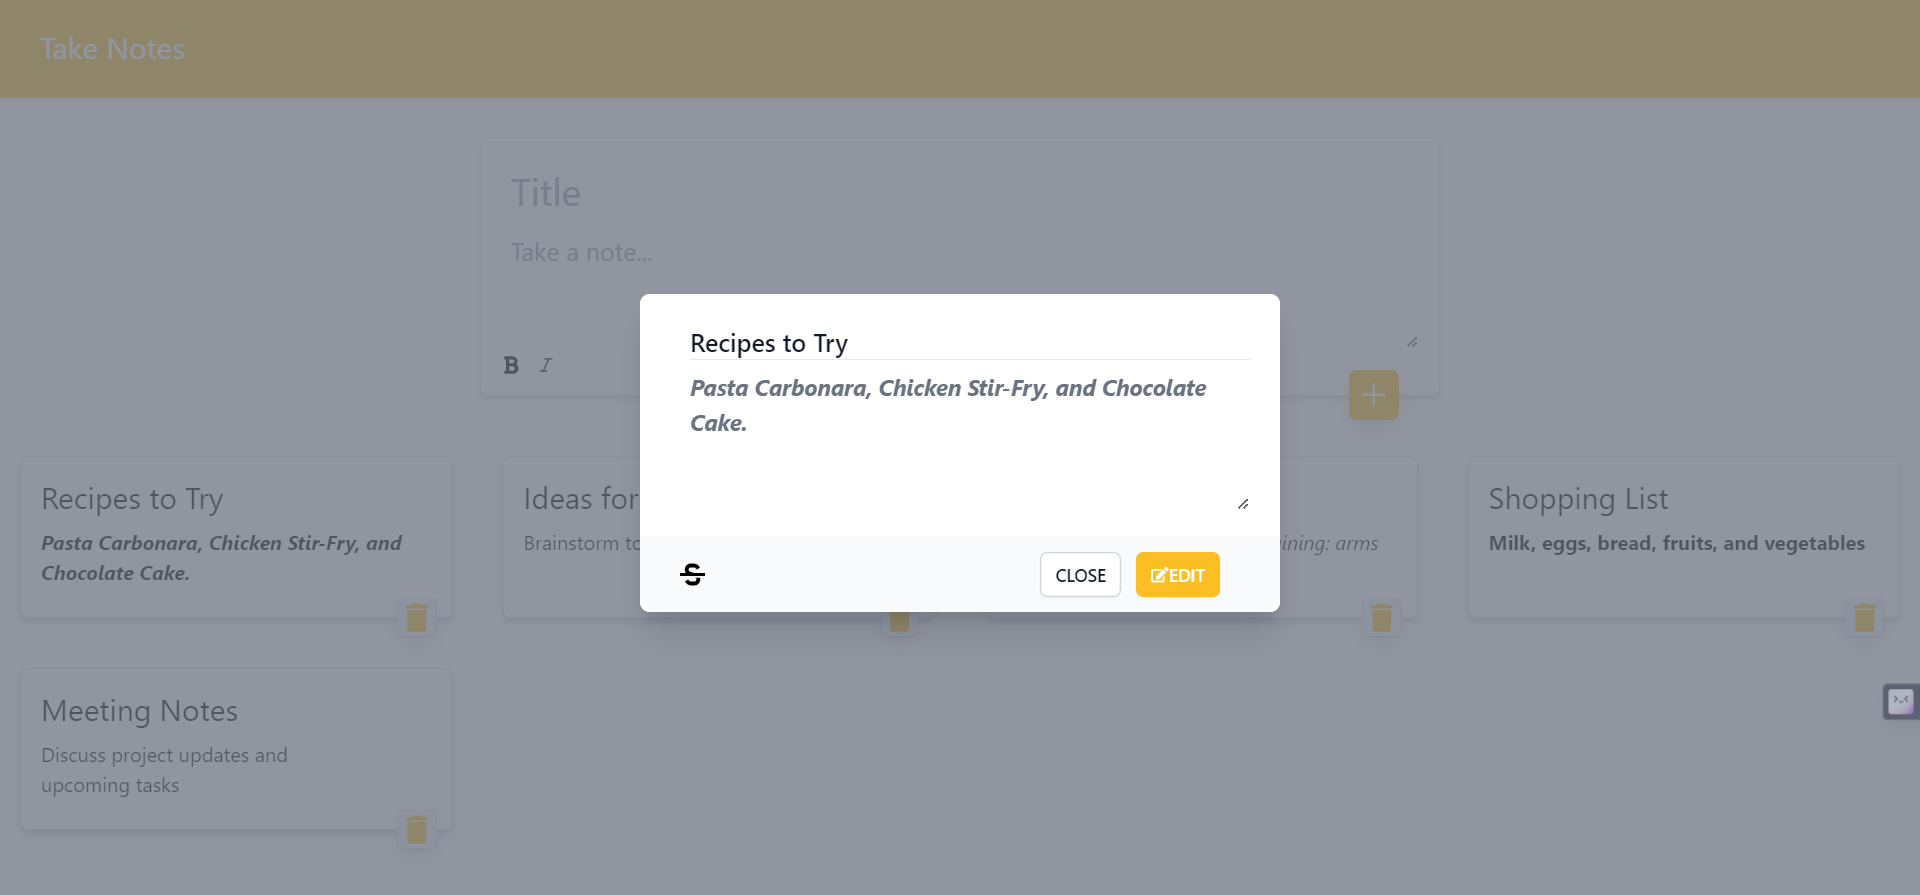 Take Notes
Title
Take a note...
Recipes to Try
Pasta Carbonara, Chicken Stir-Fry, and Chocolate
Cake.
CLOSE
EDIT
Recipes to Try
Pasta Carbonara, Chicken Stir-Fry, and
Chocolate Cake.
Ideas for
Brainstorm
arms
Shopping List
Milk, eggs, bread, fruits, and vegetables
Meeting Notes
Discuss project updates and
upcoming tasks